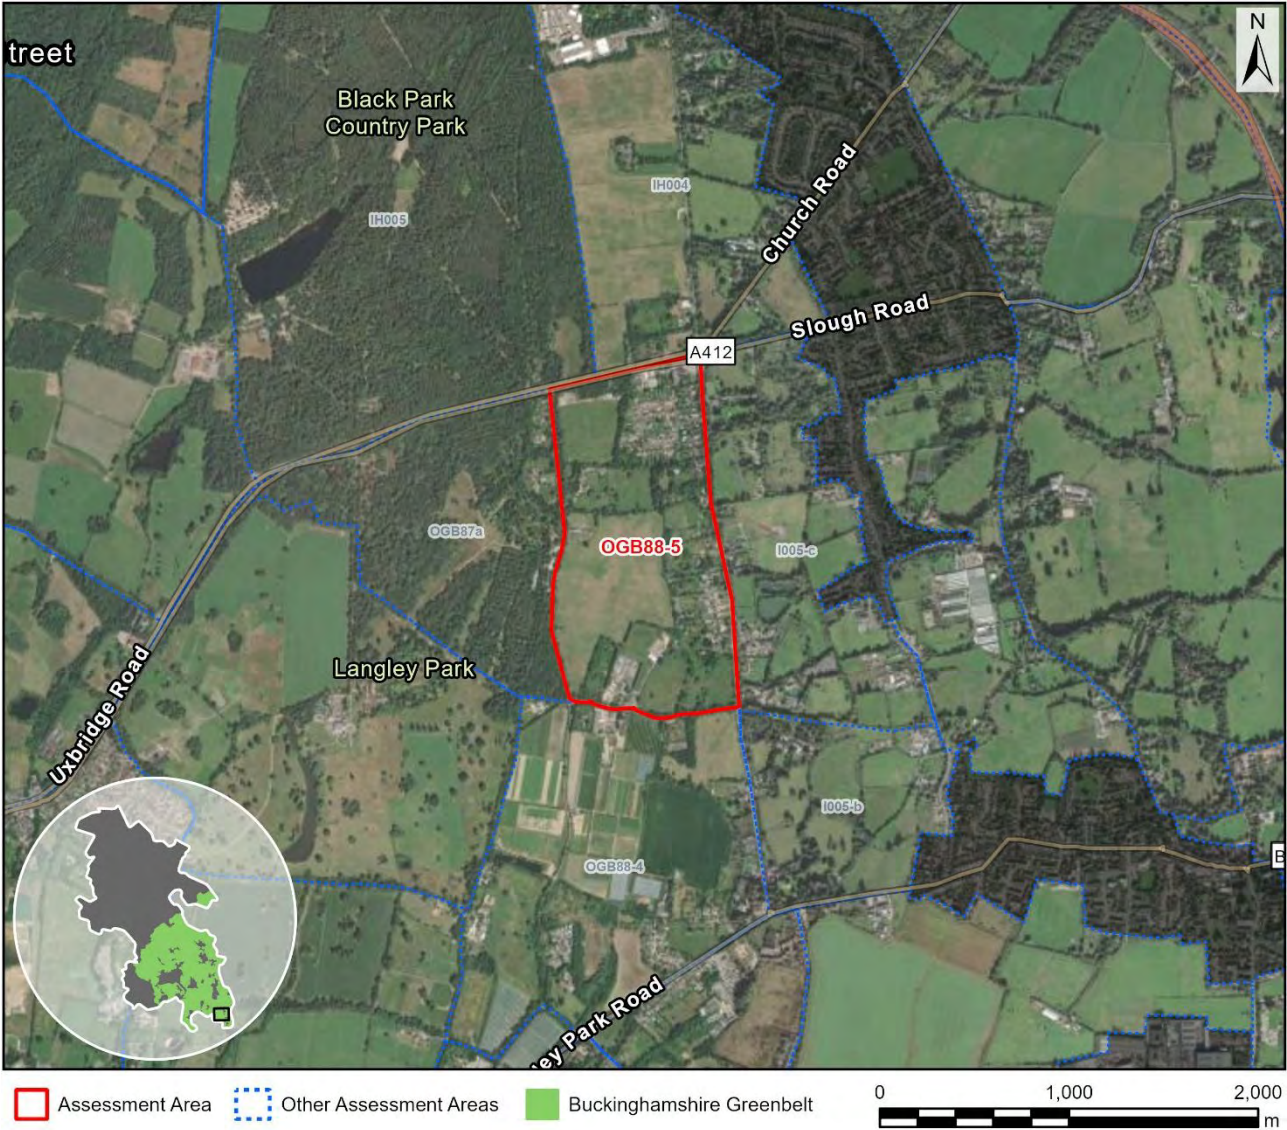 treet
N
Black Park
Country Park
IH004
IH005
Church Road
Slough Road
A412
OGB87a
OGB88-5
I005-c
Langley Park
Uxbridge Road
I005-b
B
OGB88-4
ley Park Road
Assessment Area
Other Assessment Areas
Buckinghamshire Greenbelt
0 1,000 2,000
m